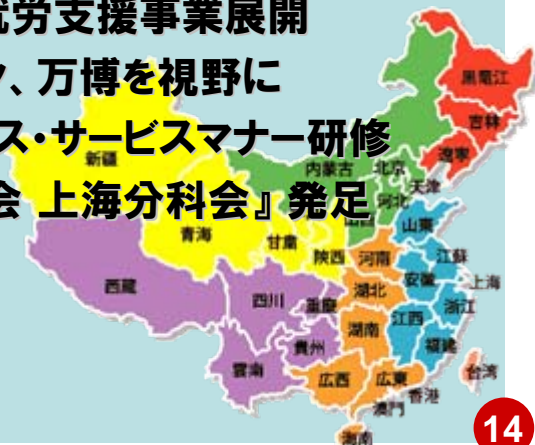 就労支援事業展開
ク、万博を視野に
ス・サービスマナー研修
会 上海分科会』発足
黒龍江
吉林
遼寧
新疆
内蒙古
北京
天津
河北
山西
山東
青海
甘粛
陝西
河南
江蘇
安徽
上海
西蔵
四川
重慶
湖北
浙江
湖南
江西
貴州
福建
雲南
広西
広東
台湾
香港
澳門
海南
14